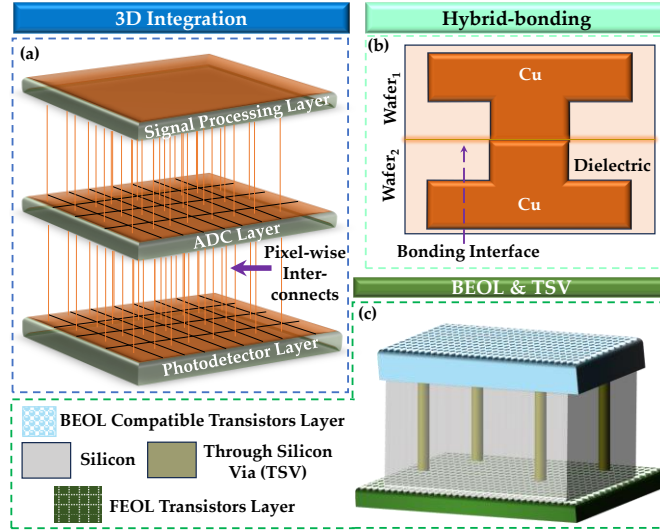 3D Integration
(a)
Signal Processing Layer
ADC Layer
Pixel-wise
Inter-
connects
Photodetector Layer
Hybrid-bonding
(b)
Wafer1
Wafer2
Cu
Dielectric
Cu
Bonding Interface
BEOL & TSV
(c)
BEOL Compatible Transistors Layer
Silicon
Through Silicon
Via (TSV)
FEOL Transistors Layer